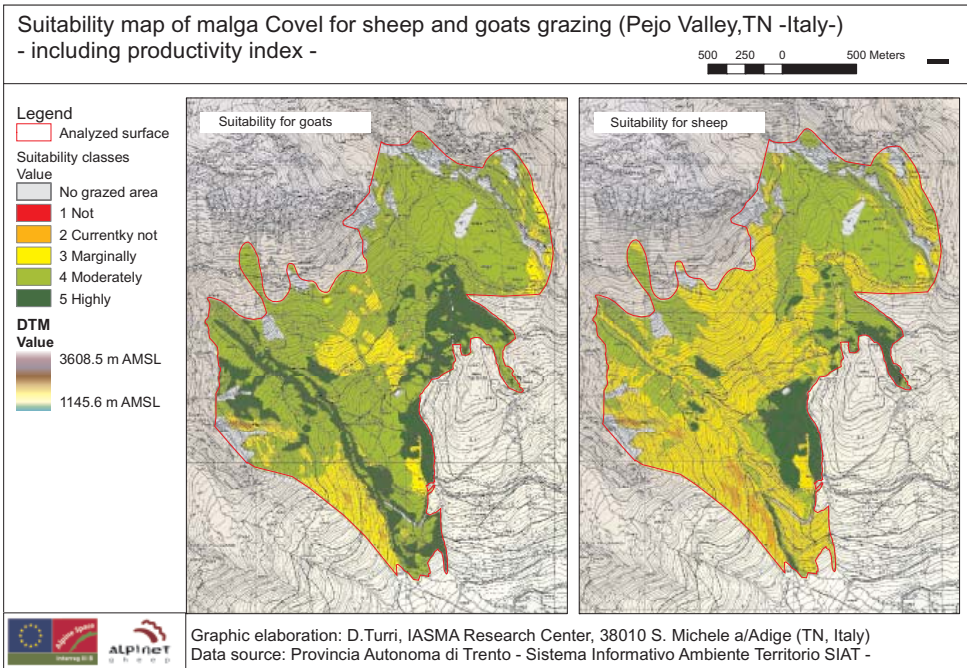 Suitability map of malga Covel for sheep and goats grazing (Pejo Valley,TN -Italy-)
- including productivity index -
500 250 0 500 Meters
Legend
Analyzed surface
Suitability classes
Value
No grazed area
1 Not
2 Currentky not
3 Marginally
4 Moderately
5 Highly
DTM
Value
3608.5 m AMSL
1145.6 m AMSL
Suitability for goats
Suitability for sheep
Alpine Space
Interreg III B
ALPINET
gheep
Graphic elaboration: D.Turri, IASMA Research Center, 38010 S. Michele a/Adige (TN, Italy)
Data source: Provincia Autonoma di Trento - Sistema Informativo Ambiente Territorio SIAT -